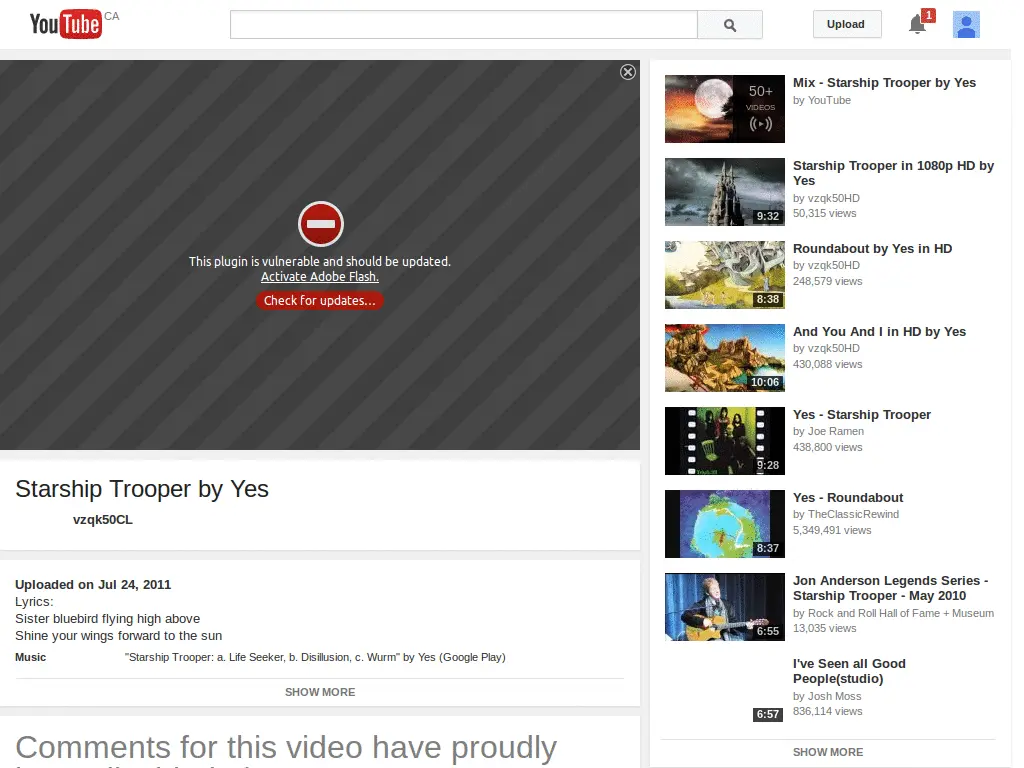 YouTube CA
Upload
1
This plugin is vulnerable and should be updated.
Activate Adobe Flash.
Check for updates...
Starship Trooper by Yes
vzqk50CL
Uploaded on Jul 24, 2011
Lyrics:
Sister bluebird flying high above
Shine your wings forward to the sun
Music "Starship Trooper: a. Life Seeker, b. Disillusion, c. Wurm" by Yes (Google Play)
SHOW MORE
Comments for this video have proudly
50+
VIDEOS
Mix - Starship Trooper by Yes
by YouTube
9:32
Starship Trooper in 1080p HD by
Yes
by vzqk50HD
50,315 views
8:38
Roundabout by Yes in HD
by vzqk50HD
248,579 views
10:06
And You And I in HD by Yes
by vzqk50HD
430,088 views
9:28
Yes - Starship Trooper
by Joe Ramen
438,800 views
8:37
Yes - Roundabout
by TheClassicRewind
5,349,491 views
6:55
Jon Anderson Legends Series -
Starship Trooper - May 2010
by Rock and Roll Hall of Fame + Museum
13,035 views
6:57
I've Seen all Good
People(studio)
by Josh Moss
836,114 views
SHOW MORE